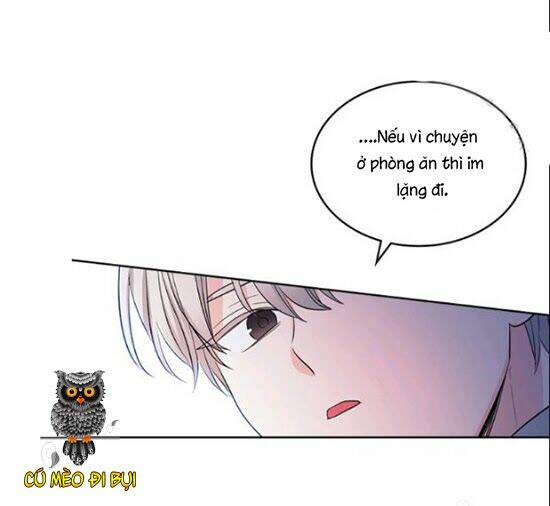 ....Nếu vì chuyện
ở phòng ăn thì im
lặng đi.
CÚ MÈO ĐI BỤI